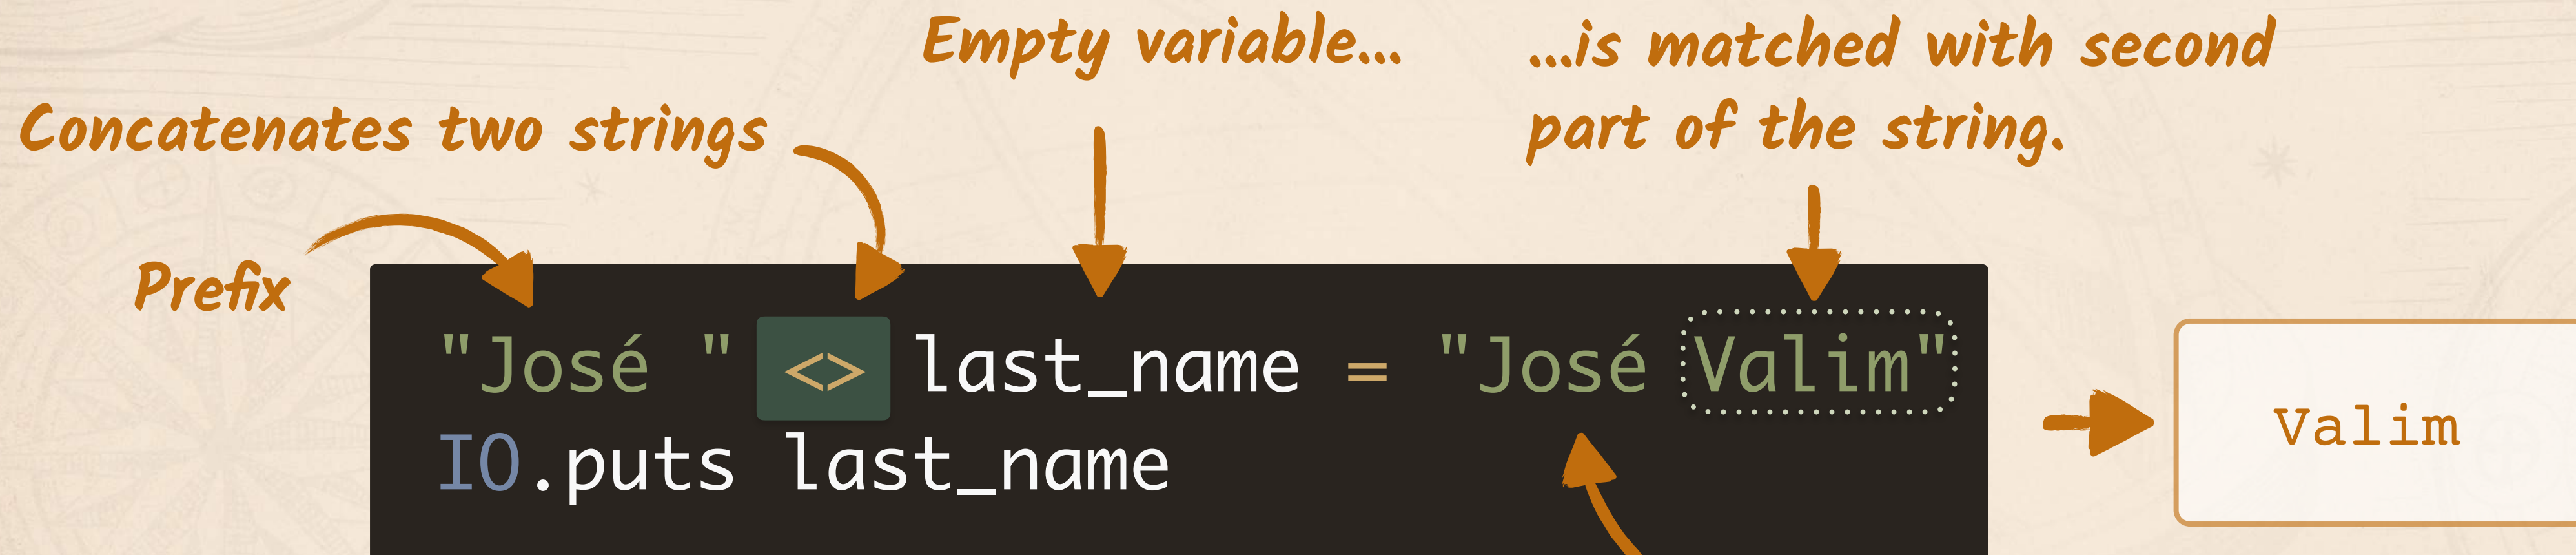 Empty variable...
...is matched with second
part of the string.
Concatenates two strings
Prefix
"José " <> last_name = "José Valim"
IO.puts last_name
Valim